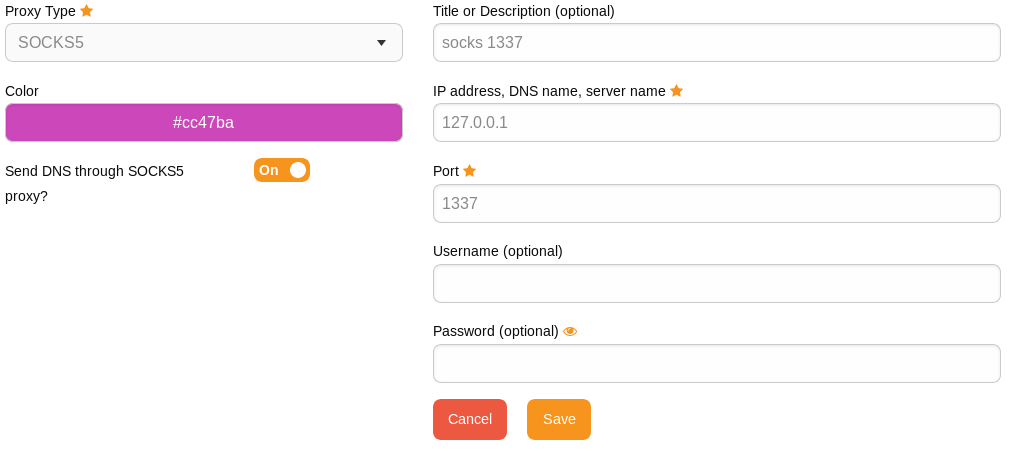 Proxy Type
SOCKS5
Color
#cc47ba
Send DNS through SOCKS5
proxy?
On
Title or Description (optional)
socks 1337
IP address, DNS name, server name
127.0.0.1
Port
1337
Username (optional)
Password (optional)
Cancel
Save